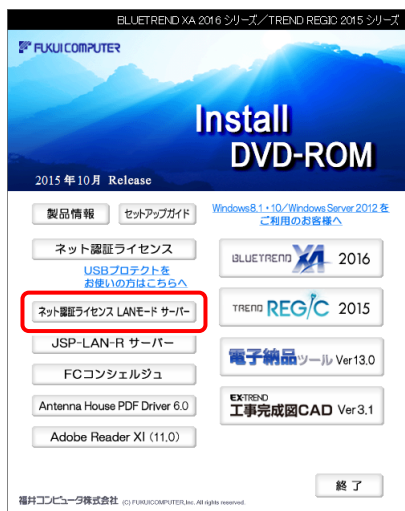 BLUETREND XA 2016 シリーズ／TREND REGIC 2015 シリーズ
FUKUI COMPUTER
Install
DVD-ROM
2015 年10月 Release
製品情報
セットアップガイド
Windows8.1・10／Windows Server 2012 を
ご利用のお客様へ
ネット認証ライセンス
USBプロテクトを
お使いの方はこちらへ
ネット認証ライセンス LANモード サーバー
JSP-LAN-R サーバー
FCコンシェルジュ
Antenna House PDF Driver 6.0
Adobe Reader XI (11.0)
BLUETREND XA 2016
TREND REGIC 2015
電子納品ツール Ver13.0
EX-TREND
工事完成図CAD Ver3.1
終 了
福井コンピュータ株式会社 (C) FUKUICOMPUTER,Inc. All rights reserved.